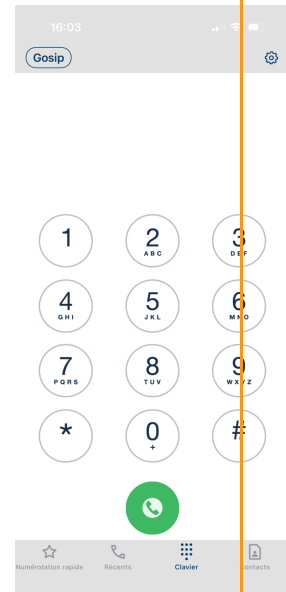 16:03
Gosip
1 2 3
ABC DEF
4 5 6
GHI JKL MNO
7 8 9
PQRS TUV WXYZ
* 0 #
+
Numérotation rapide Récents Clavier Contacts